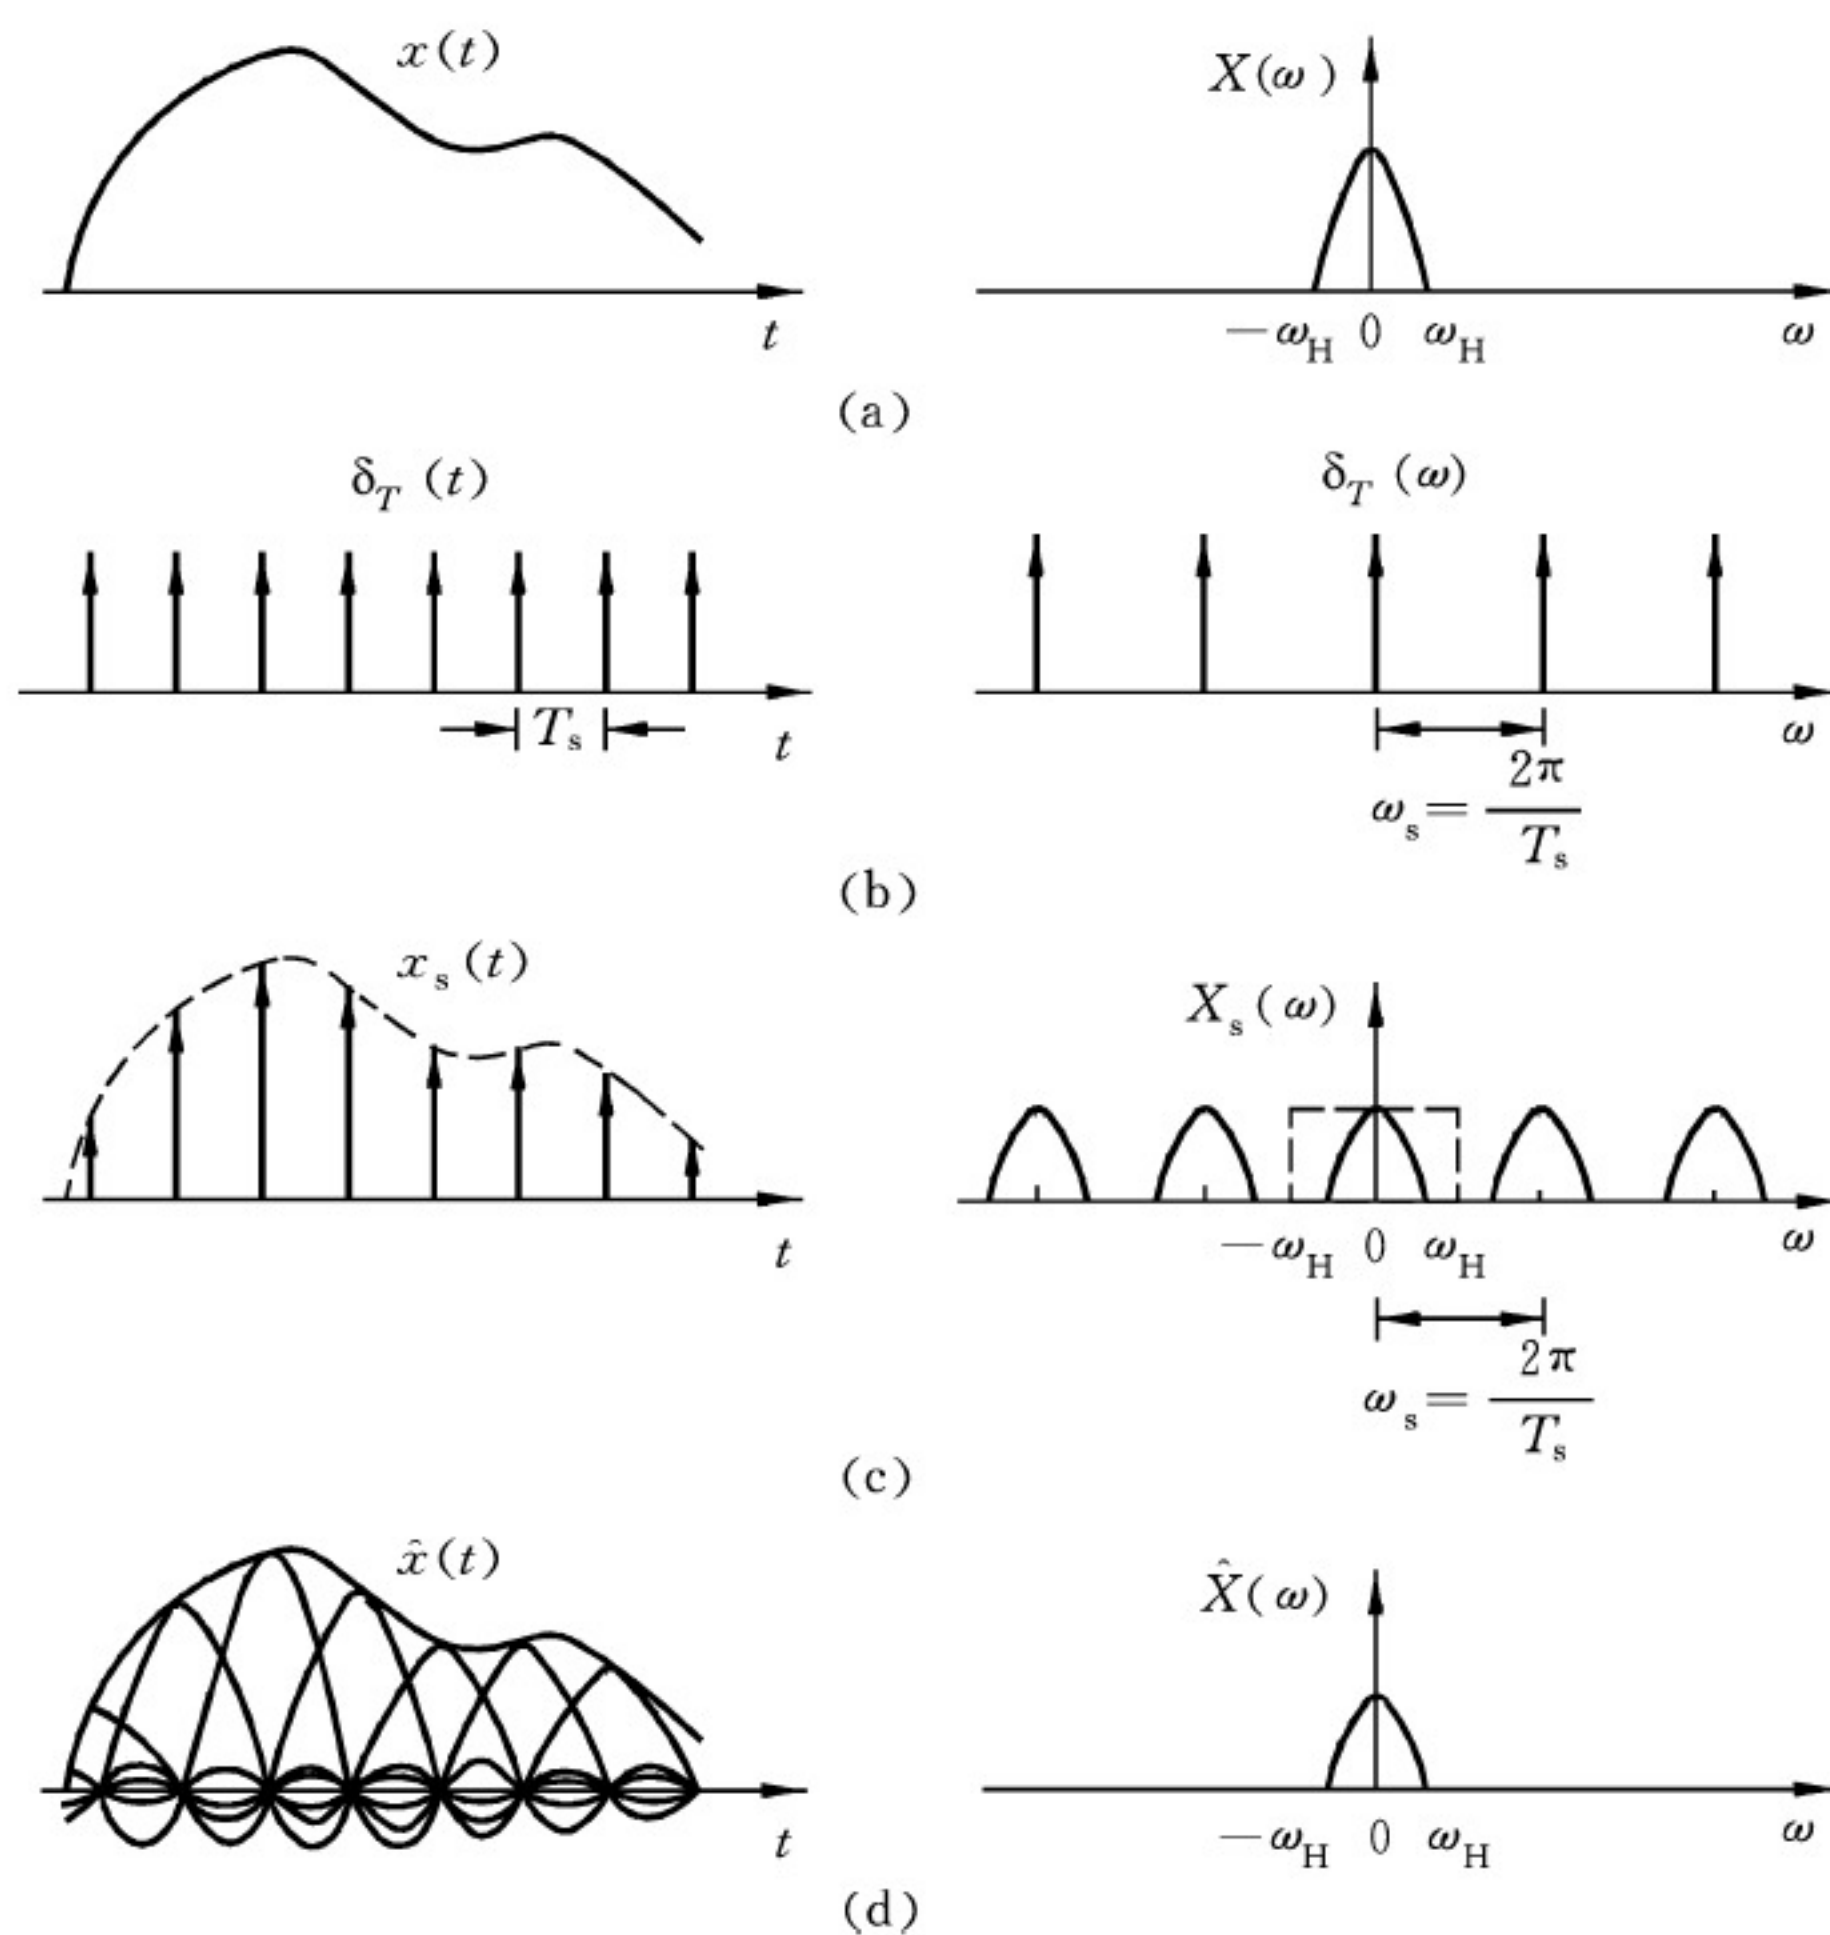 x(t)
X(ω)
t
−ω_H 0 ω_H ω
(a)
δ_T(t)
δ_T(ω)
T_s t
ω
ω_s = 2π/T_s
(b)
x_s(t)
X_s(ω)
t
−ω_H 0 ω_H ω
ω_s = 2π/T_s
(c)
x̂(t)
X̂(ω)
t
−ω_H 0 ω_H ω
(d)